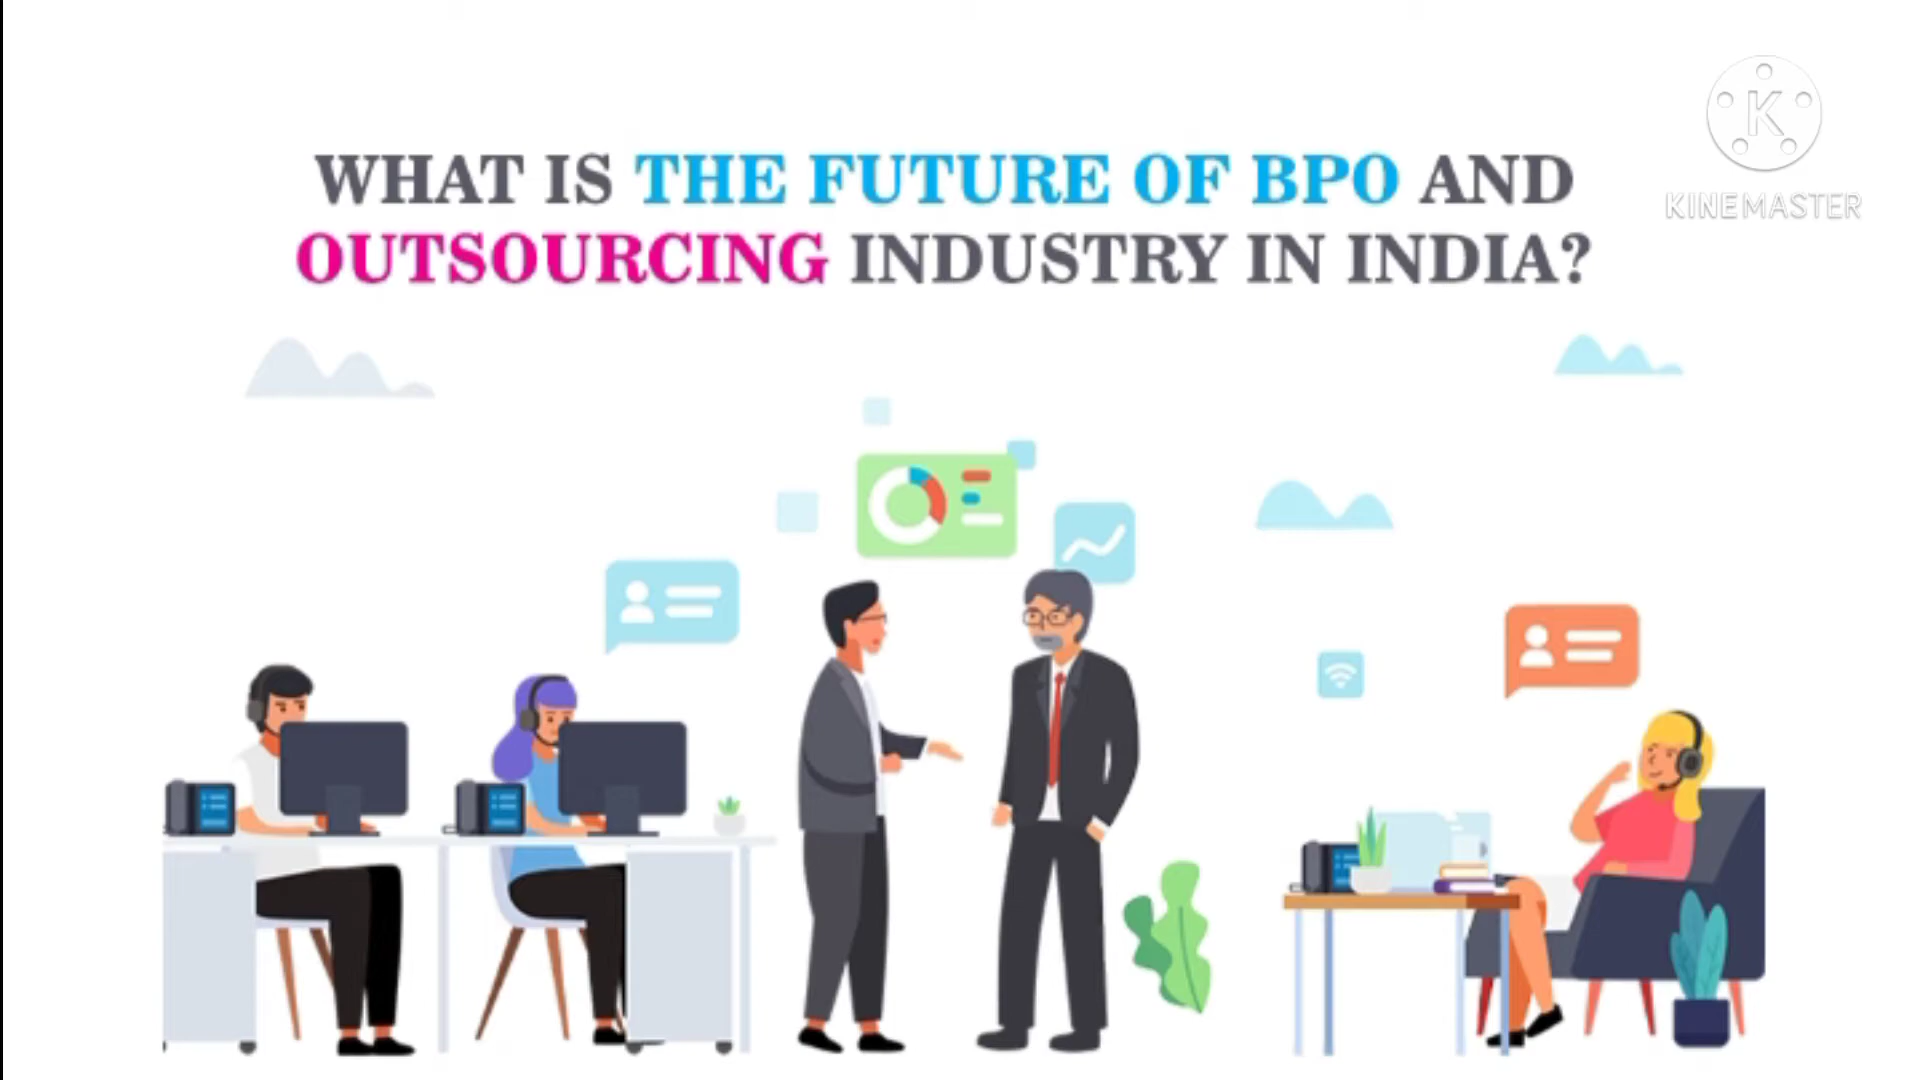 WHAT IS THE FUTURE OF BPO AND
OUTSOURCING INDUSTRY IN INDIA?
K
KINEMASTER